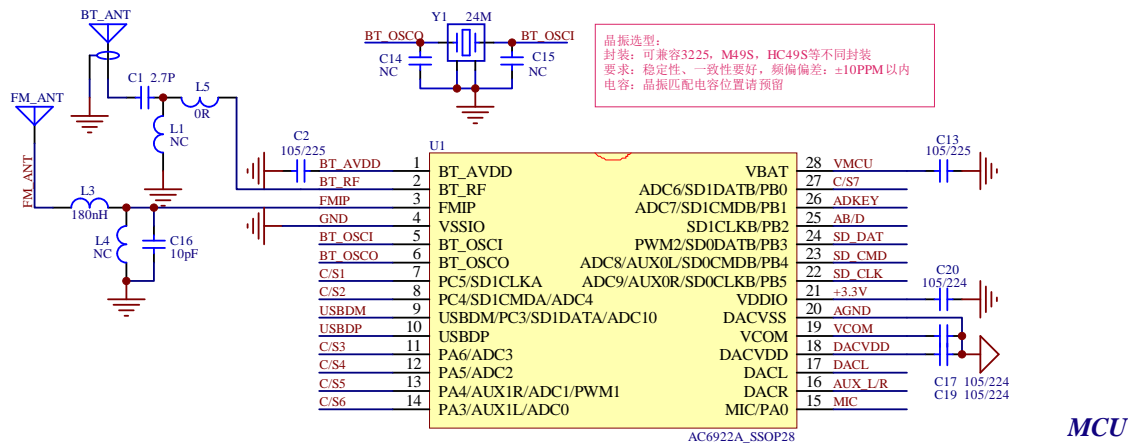 BT_ANT
FM_ANT
C1 2.7P
L5
0R
L1
NC
FM_ANT
L3
180nH
L4
NC
C16
10pF
Y1 24M
BT_OSCO
BT_OSCI
C14
NC
C15
NC
晶振选型:
封装: 可兼容3225, M49S, HC49S等不同封装
要求: 稳定性、一致性要好, 频偏偏差: ±10PPM以内
电容: 晶振匹配电容位置请预留
C2
105/225
U1
BT_AVDD 1 BT_AVDD
BT_RF 2 BT_RF
FMIP 3 FMIP
GND 4 VSSIO
BT_OSCI 5 BT_OSCI
BT_OSCO 6 BT_OSCO
C/S1 7 PC5/SD1CLKA
C/S2 8 PC4/SD1CMDA/ADC4
USBDM 9 USBDM/PC3/SD1DATA/ADC10
USBDP 10 USBDP
C/S3 11 PA6/ADC3
C/S4 12 PA5/ADC2
C/S5 13 PA4/AUX1R/ADC1/PWM1
C/S6 14 PA3/AUX1L/ADC0
VBAT 28 VMCU
ADC6/SD1DATB/PB0 27 C/S7
ADC7/SD1CMDB/PB1 26 ADKEY
SD1CLKB/PB2 25 AB/D
PWM2/SD0DATB/PB3 24 SD_DAT
ADC8/AUX0L/SD0CMDB/PB4 23 SD_CMD
ADC9/AUX0R/SD0CLKB/PB5 22 SD_CLK
VDDIO 21 +3.3V
DACVSS 20 AGND
VCOM 19 VCOM
DACVDD 18 DACVDD
DACL 17 DACL
DACR 16 AUX_L/R
MIC/PA0 15 MIC
C13
105/225
C20
105/224
C17 105/224
C19 105/224
AC6922A_SSOP28
MCU